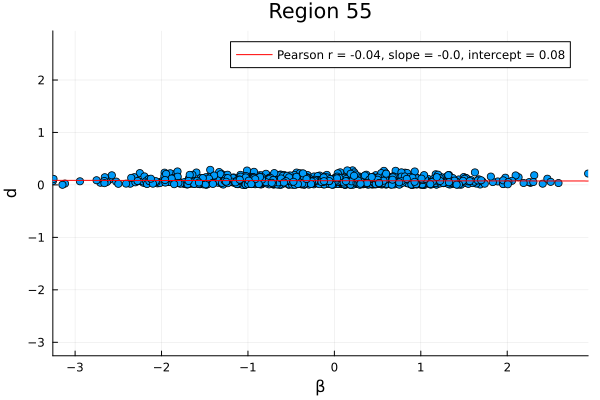 Region 55
Pearson r = -0.04, slope = -0.0, intercept = 0.08
2
1
0
−1
−2
−3
d
−3 −2 −1 0 1 2
β